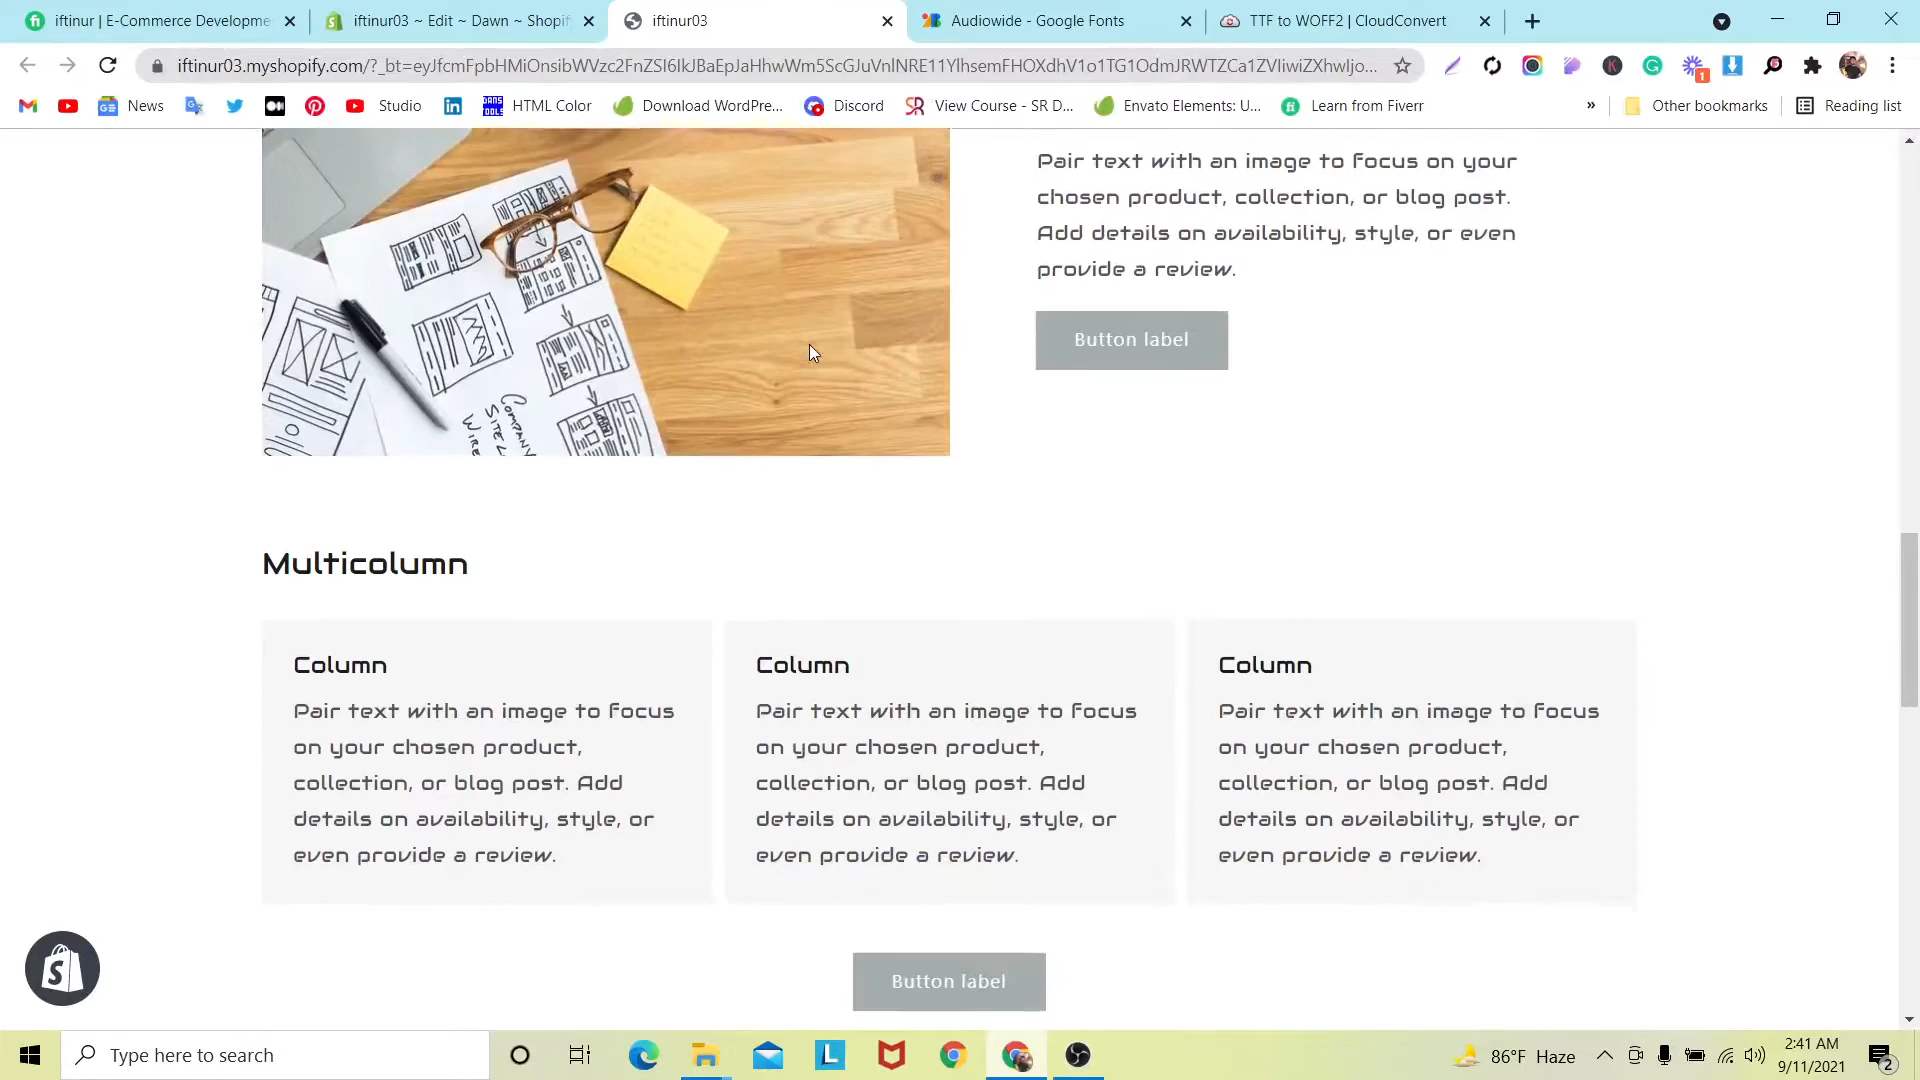 iftinur | E-Commerce Developme
iftinur03 ~ Edit ~ Dawn ~ Shopif
iftinur03
Audiowide - Google Fonts
TTF to WOFF2 | CloudConvert
News
Studio
HTML Color
Download WordPre...
Discord
View Course - SR D...
Envato Elements: U...
Learn from Fiverr
»
Other bookmarks
Reading list
Pair text with an image to focus on your
chosen product, collection, or blog post.
Add details on availability, style, or even
provide a review.
Button label
COMPANY
Multicolumn
Column
Pair text with an image to focus
on your chosen product,
collection, or blog post. Add
details on availability, style, or
even provide a review.
Column
Pair text with an image to focus
on your chosen product,
collection, or blog post. Add
details on availability, style, or
even provide a review.
Column
Pair text with an image to focus
on your chosen product,
collection, or blog post. Add
details on availability, style, or
even provide a review.
Button label
Type here to search
86°F Haze
2:41 AM
9/11/2021
2